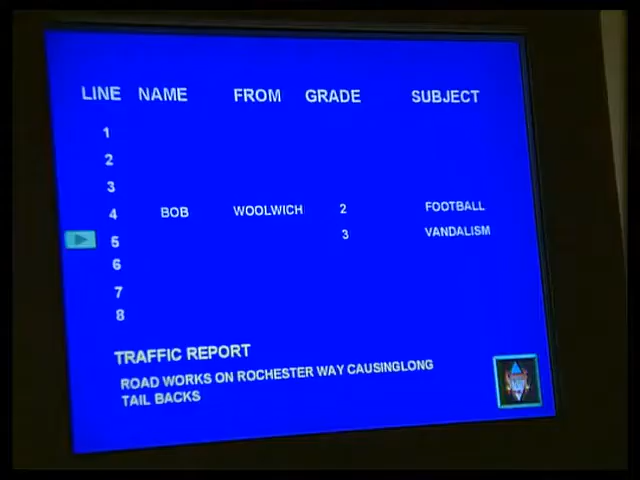 LINE NAME FROM GRADE SUBJECT
1
2
3
4 BOB WOOLWICH 2 FOOTBALL
5 3 VANDALISM
6
7
8
TRAFFIC REPORT
ROAD WORKS ON ROCHESTER WAY CAUSINGLONG
TAIL BACKS